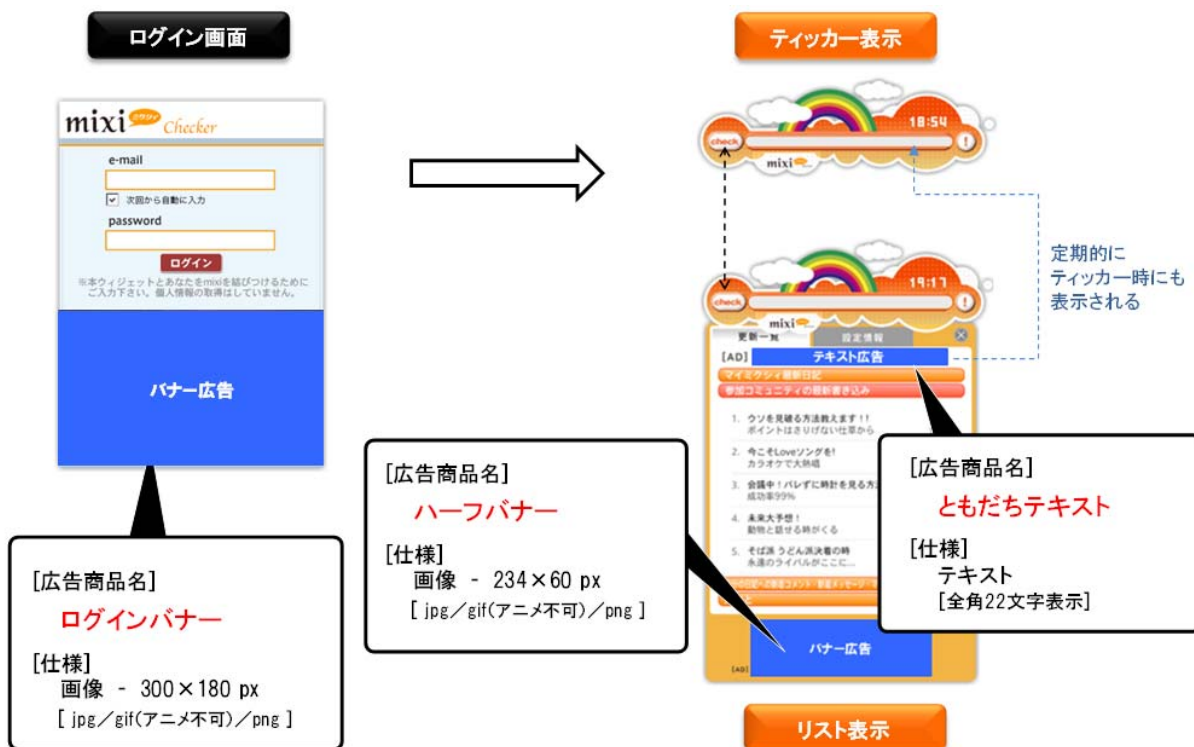 ログイン画面
ティッカー表示
mixi ミクシィ Checker
e-mail
次回から自動に入力
password
ログイン
※本ウィジェットとあなたをmixiを結びつけるために
ご入力下さい。個人情報の取得はしていません。
バナー広告
18:54
check
!
mixi
定期的に
ティッカー時にも
表示される
19:17
check
!
mixi
更新一覧
設定情報
[AD]
テキスト広告
マイミクシィ最新日記
参加コミュニティの最新書き込み
1. ウソを見破る方法教えます!!
ポイントはさりげない仕草から
2. 今こそLoveソングを!
カラオケで大熱唱
3. 会議中!バレずに時計を見る方法
成功率99%
4. 未来大予想!
動物と話せる時がくる
5. そば派 うどん派決着の時
永遠のライバルがここに...
バナー広告
[AD]
[広告商品名]
ログインバナー
[仕様]
画像 - 300×180 px
[ jpg/gif(アニメ不可)/png ]
[広告商品名]
ハーフバナー
[仕様]
画像 - 234×60 px
[ jpg/gif(アニメ不可)/png ]
[広告商品名]
ともだちテキスト
[仕様]
テキスト
[全角22文字表示]
リスト表示